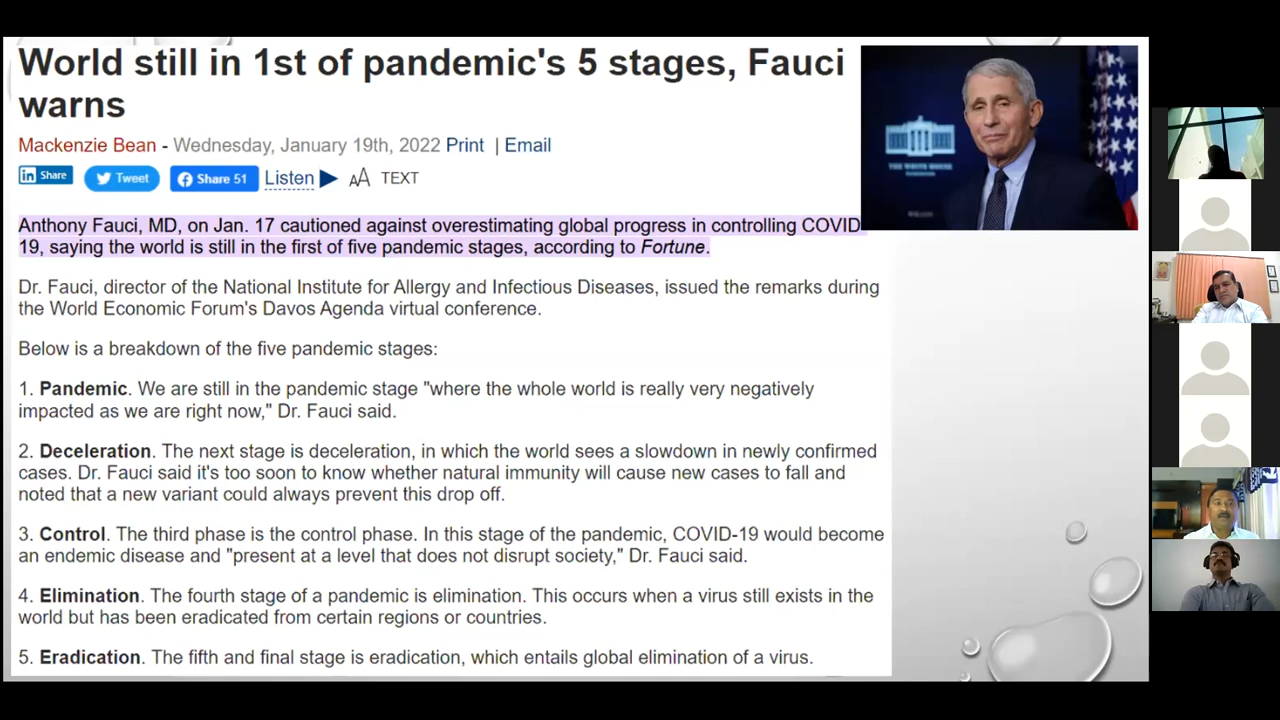 World still in 1st of pandemic's 5 stages, Fauci
warns
Mackenzie Bean - Wednesday, January 19th, 2022 Print | Email
in Share Tweet Share 51 Listen AA TEXT
Anthony Fauci, MD, on Jan. 17 cautioned against overestimating global progress in controlling COVID-
19, saying the world is still in the first of five pandemic stages, according to Fortune.
Dr. Fauci, director of the National Institute for Allergy and Infectious Diseases, issued the remarks during
the World Economic Forum's Davos Agenda virtual conference.
Below is a breakdown of the five pandemic stages:
1. Pandemic. We are still in the pandemic stage "where the whole world is really very negatively
impacted as we are right now," Dr. Fauci said.
2. Deceleration. The next stage is deceleration, in which the world sees a slowdown in newly confirmed
cases. Dr. Fauci said it's too soon to know whether natural immunity will cause new cases to fall and
noted that a new variant could always prevent this drop off.
3. Control. The third phase is the control phase. In this stage of the pandemic, COVID-19 would become
an endemic disease and "present at a level that does not disrupt society," Dr. Fauci said.
4. Elimination. The fourth stage of a pandemic is elimination. This occurs when a virus still exists in the
world but has been eradicated from certain regions or countries.
5. Eradication. The fifth and final stage is eradication, which entails global elimination of a virus.
THE WHITE HOUSE